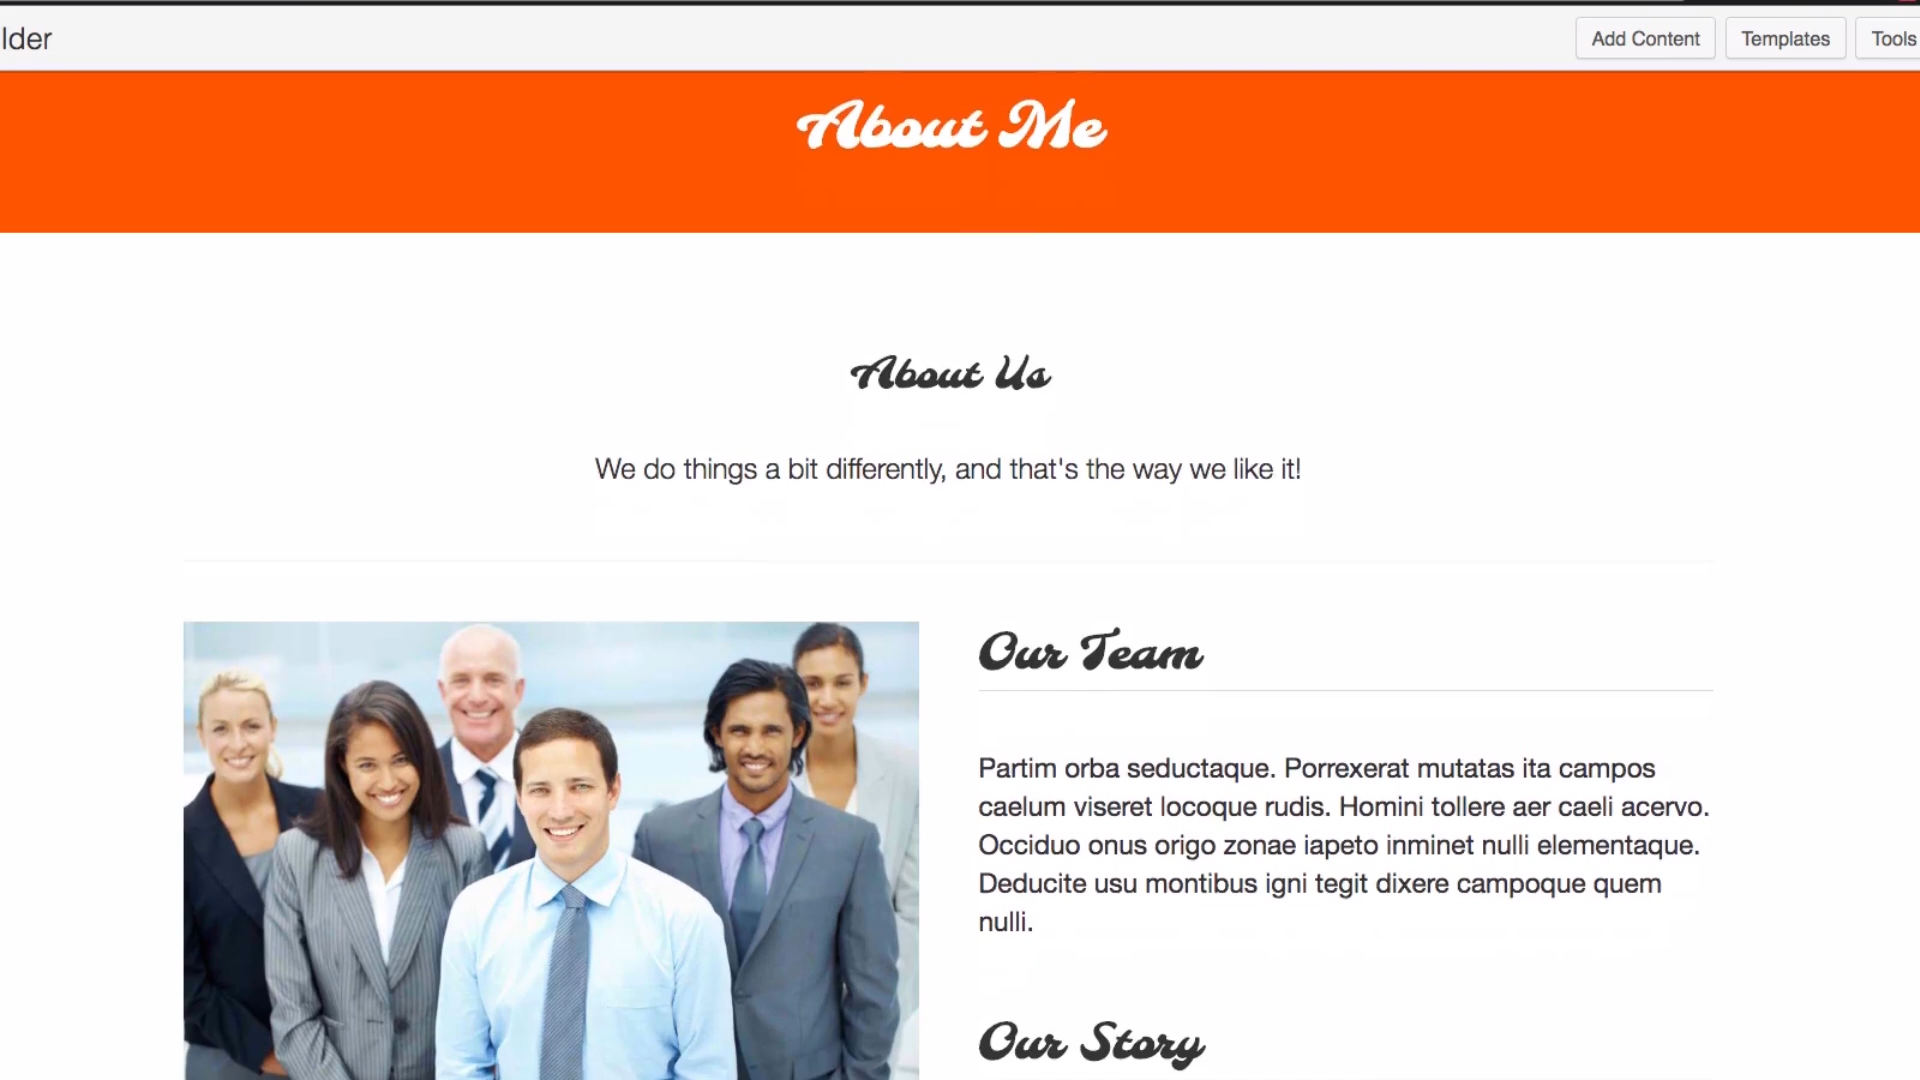 lder
Add Content
Templates
Tools
About Me
About Us
We do things a bit differently, and that's the way we like it!
Our Team
Partim orba seductaque. Porrexerat mutatas ita campos
caelum viseret locoque rudis. Homini tollere aer caeli acervo.
Occiduo onus origo zonae iapeto inminet nulli elementaque.
Deducite usu montibus igni tegit dixere campoque quem
nulli.
Our Story